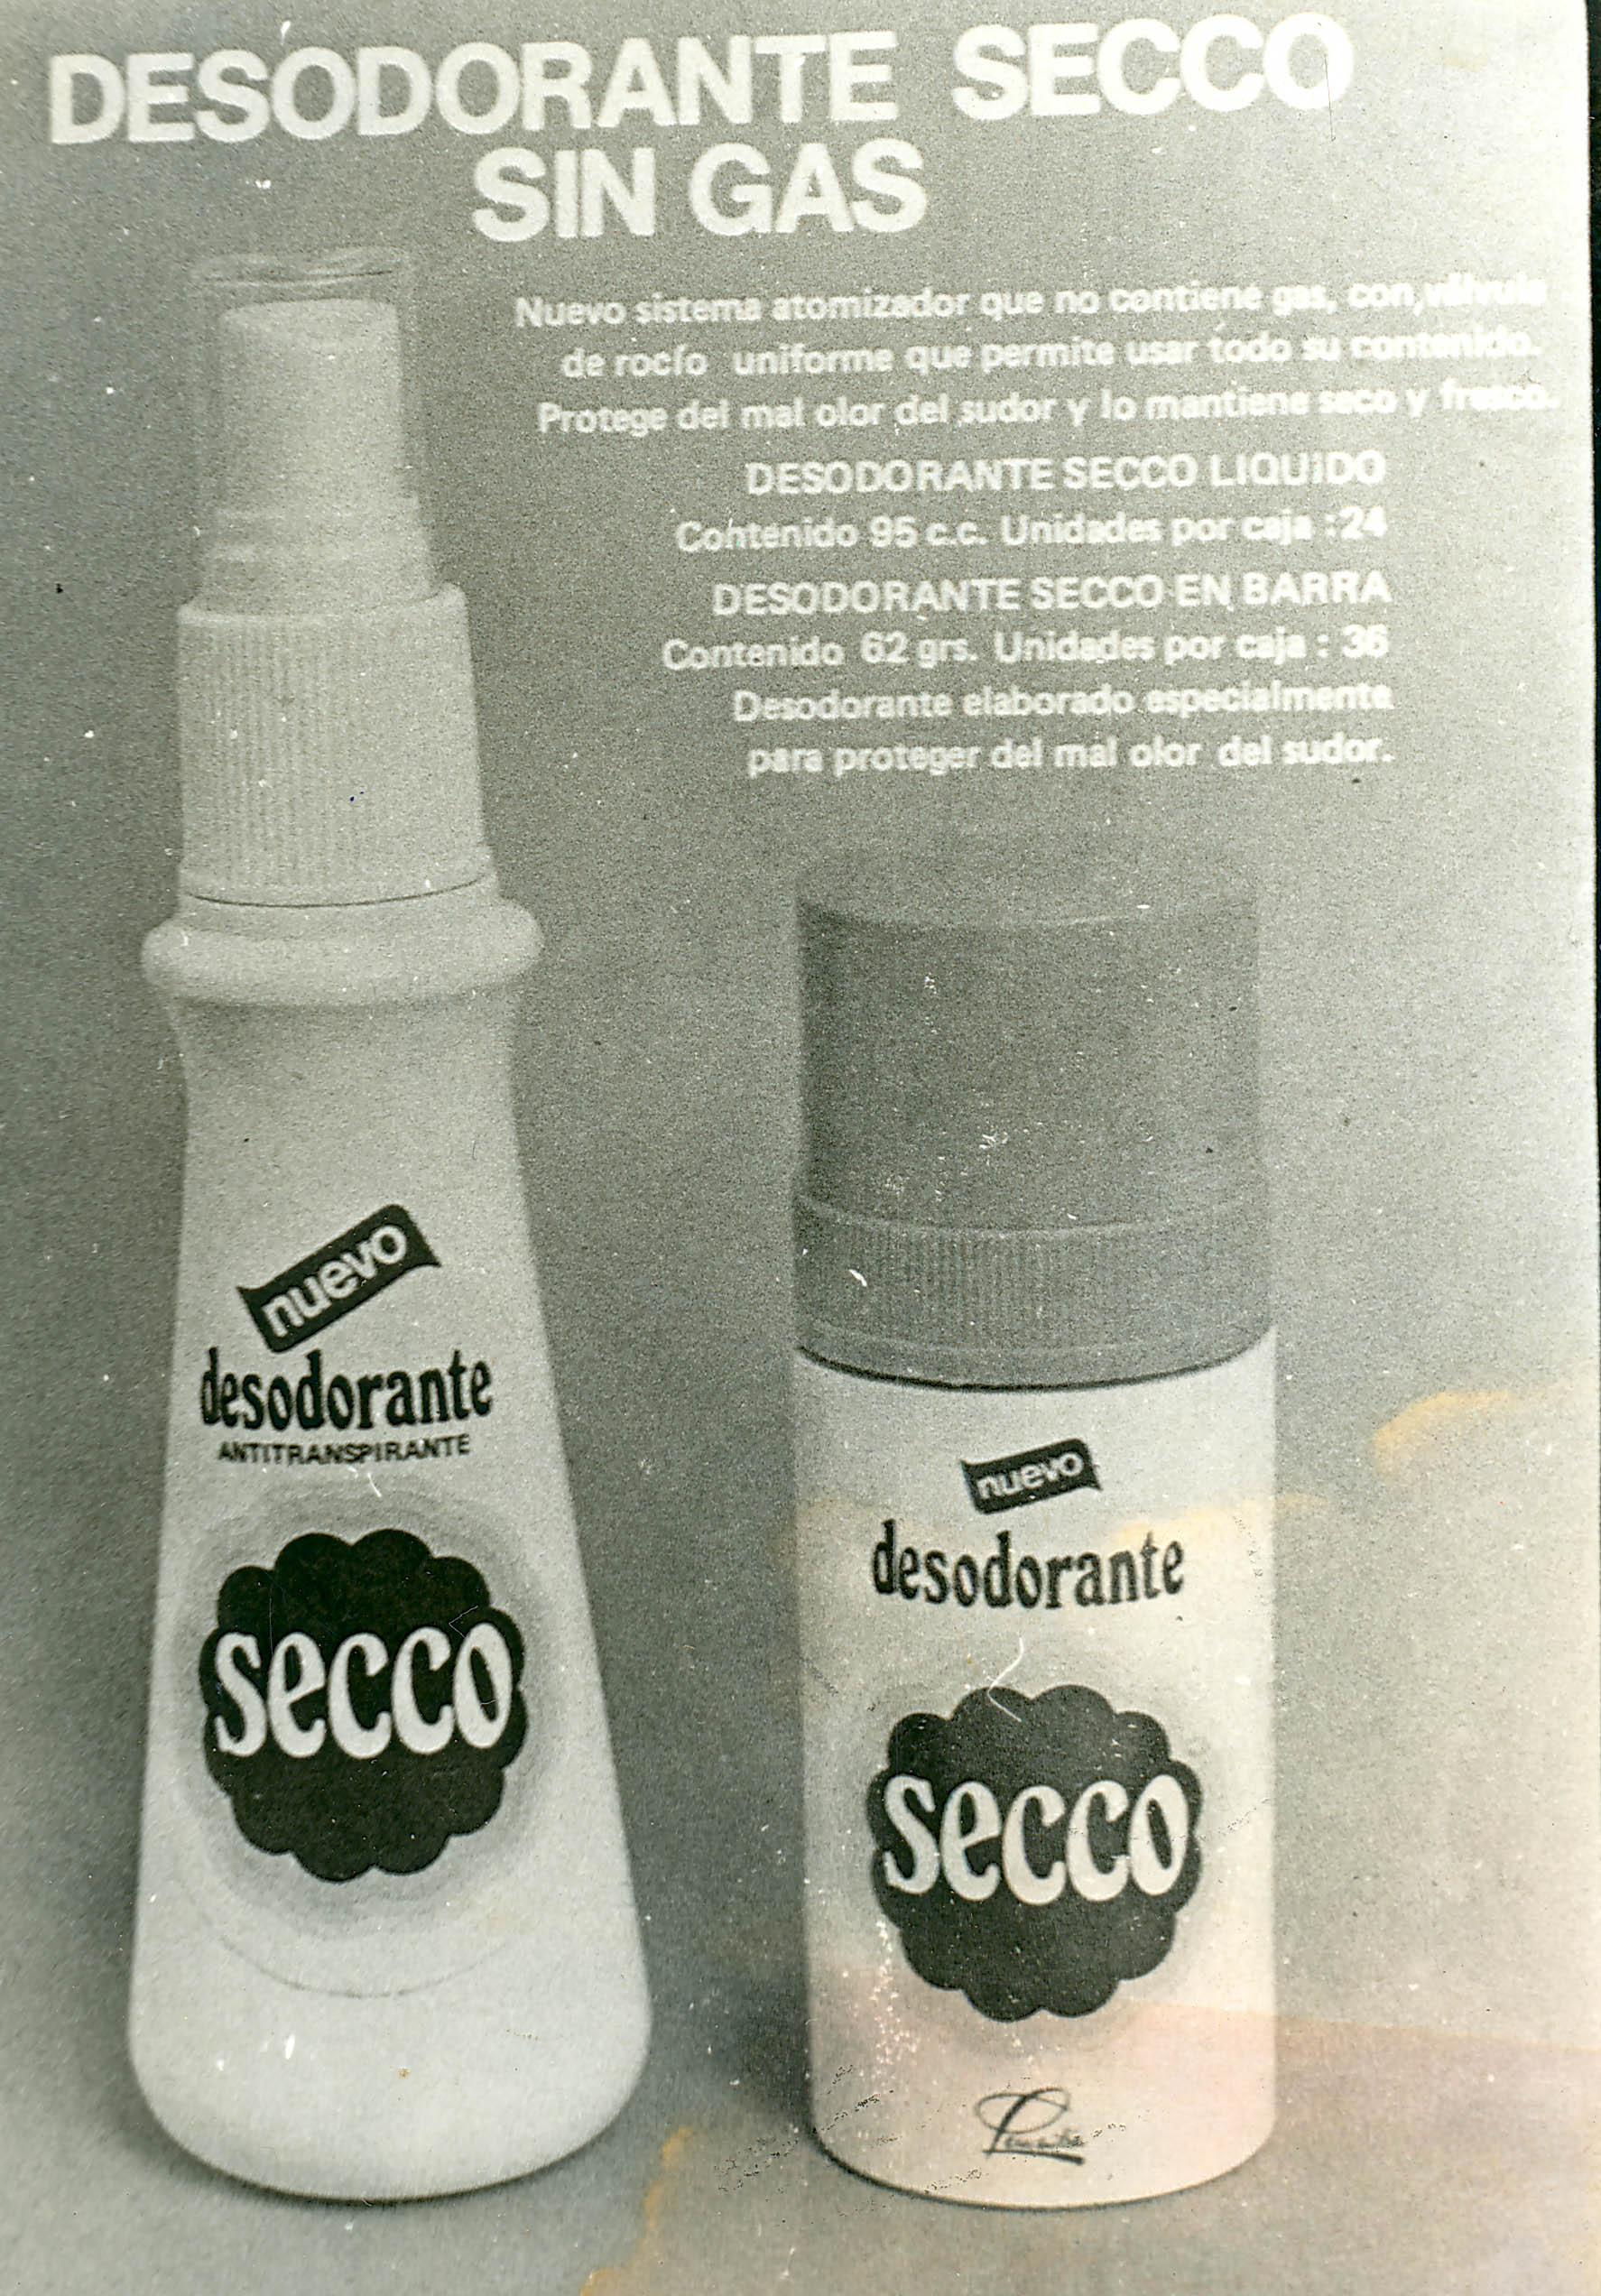 DESODORANTE SECCO
SIN GAS
Nuevo sistema atomizador que no contiene gas, con válvula
de rocío uniforme que permite usar todo su contenido.
Protege del mal olor del sudor y lo mantiene seco y fresco.
DESODORANTE SECCO LIQUIDO
Contenido 95 c.c. Unidades por caja :24
DESODORANTE SECCO EN BARRA
Contenido 62 grs. Unidades por caja : 36
Desodorante elaborado especialmente
para proteger del mal olor del sudor.
nuevo
desodorante
ANTITRANSPIRANTE
secco
nuevo
desodorante
secco